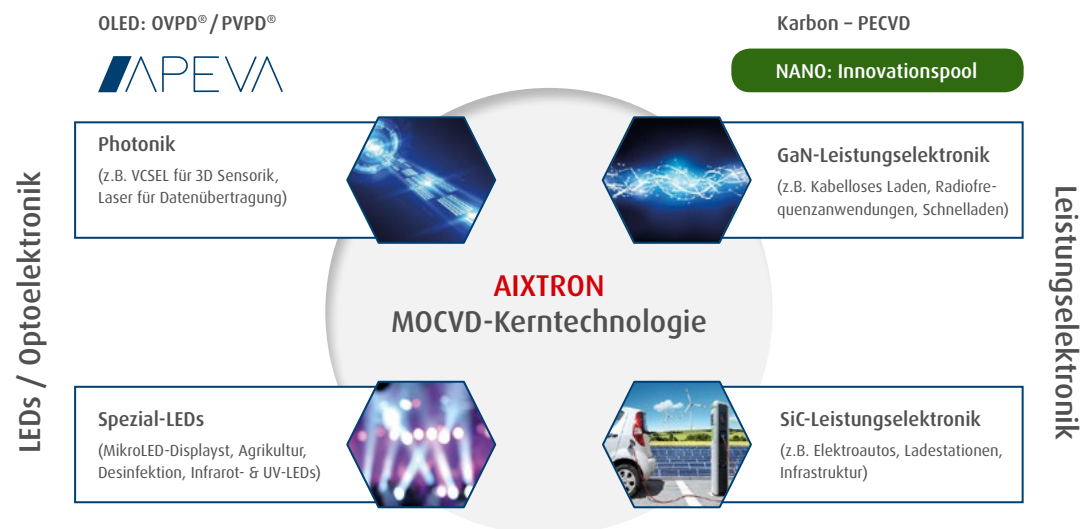 OLED: OVPD® / PVPD®
APEVA
Karbon – PECVD
NANO: Innovationspool
LEDs / Optoelektronik
Photonik
(z.B. VCSEL für 3D Sensorik,
Laser für Datenübertragung)
GaN-Leistungselektronik
(z.B. Kabelloses Laden, Radiofre-
quenzanwendungen, Schnelladen)
Leistungselektronik
AIXTRON
MOCVD-Kerntechnologie
Spezial-LEDs
(MikroLED-Displayst, Agrikultur,
Desinfektion, Infrarot- & UV-LEDs)
SiC-Leistungselektronik
(z.B. Elektroautos, Ladestationen,
Infrastruktur)